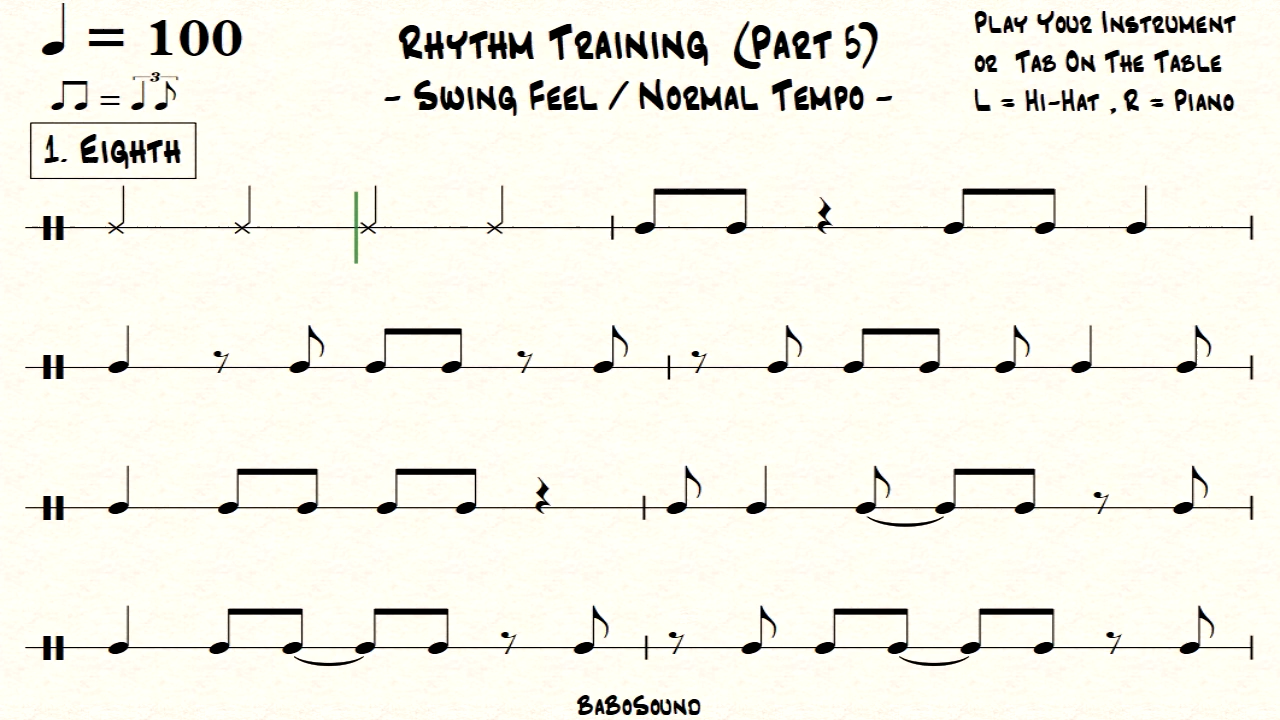 = 100
Rhythm Training (Part 5)
- Swing Feel / Normal Tempo -
Play Your Instrument
or Tab On The Table
L = Hi-Hat , R = Piano
= 3
1. Eighth
BaBoSound